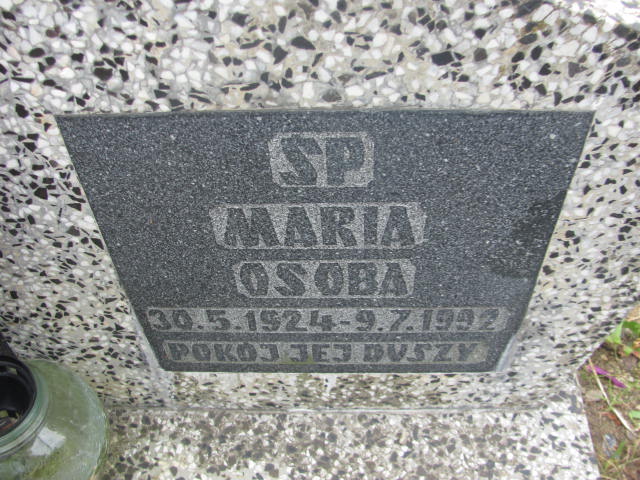 SP
MARIA
OSOBA
30.5.1924-9.7.1992
POKÓJ JEJ DUSZY